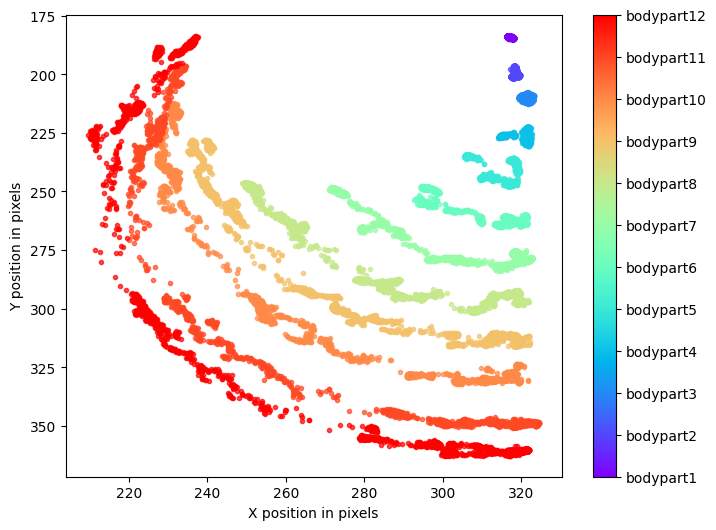 175
200
225
250
275
300
325
350
Y position in pixels
220
240
260
280
300
320
X position in pixels
bodypart12
bodypart11
bodypart10
bodypart9
bodypart8
bodypart7
bodypart6
bodypart5
bodypart4
bodypart3
bodypart2
bodypart1